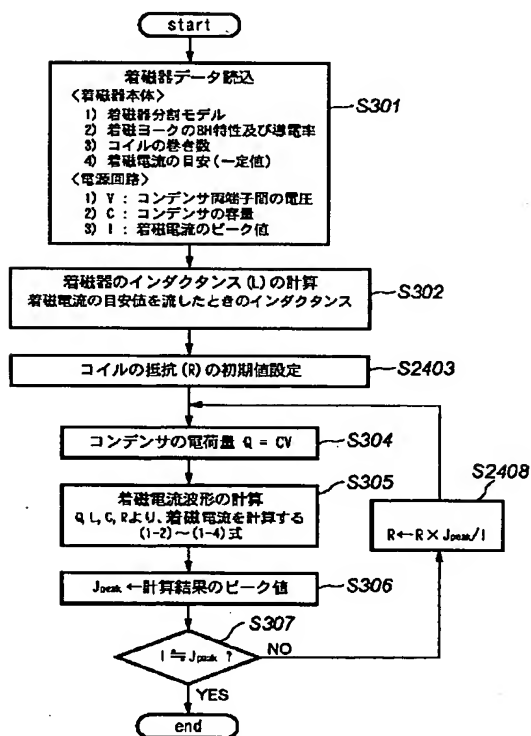 start
着磁器データ読込
<着磁器本体>
1) 着磁器分割モデル
2) 着磁ヨークのBH特性及び導電率
3) コイルの巻き数
4) 着磁電流の目安(一定値)
<電源回路>
1) V : コンデンサ両端子間の電圧
2) C : コンデンサの容量
3) I : 着磁電流のピーク値
S301
着磁器のインダクタンス(L)の計算
着磁電流の目安値を流したときのインダクタンス
S302
コイルの抵抗(R)の初期値設定
S2403
コンデンサの電荷量 Q = CV
S304
着磁電流波形の計算
Q, L, C, Rより、着磁電流を計算する
(1-2)~(1-4)式
S305
R←R×Jpeak/I
S2408
Jpeak ←計算結果のピーク値
S306
I≒Jpeak ?
S307
NO
YES
end